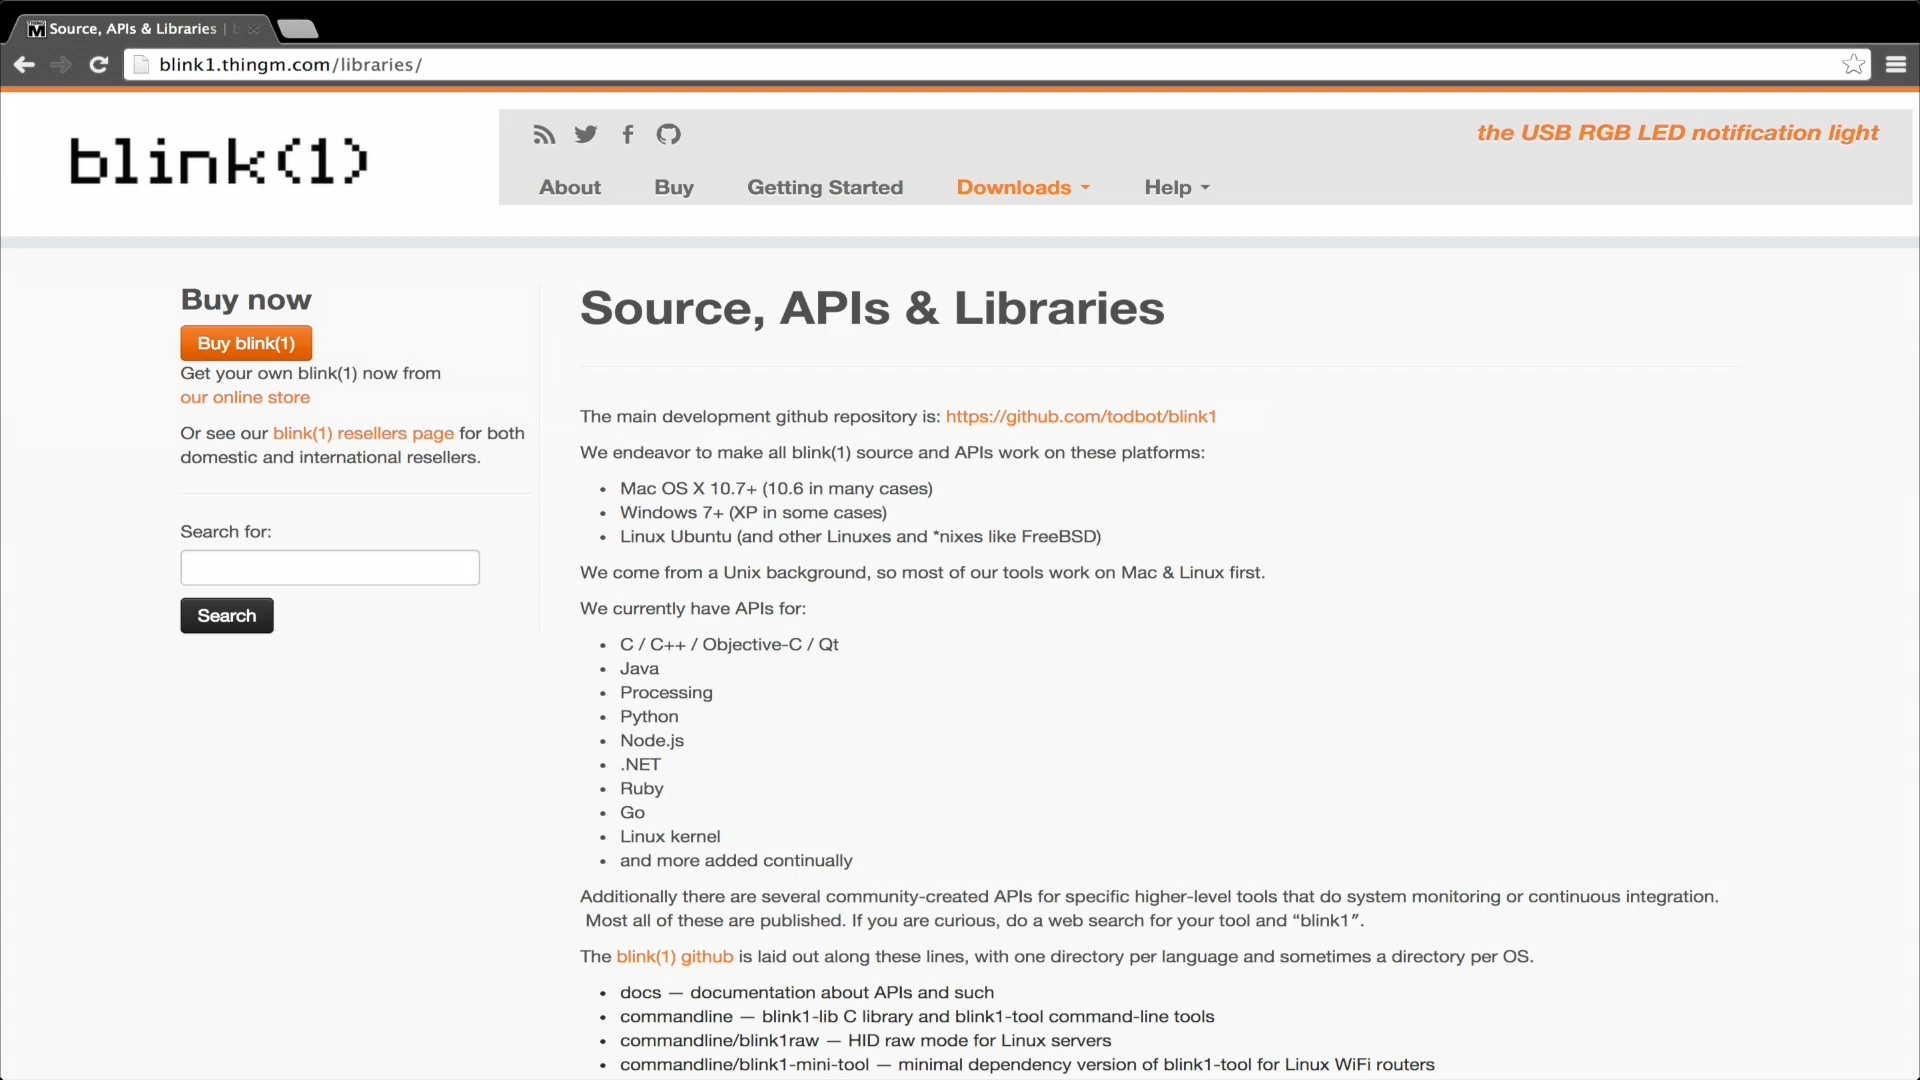 Source, APIs & Libraries |
blink1.thingm.com/libraries/
blink(1)
the USB RGB LED notification light
About Buy Getting Started Downloads Help
Buy now
Buy blink(1)
Get your own blink(1) now from
our online store
Or see our blink(1) resellers page for both
domestic and international resellers.
Search for:
Search
Source, APIs & Libraries
The main development github repository is: https://github.com/todbot/blink1
We endeavor to make all blink(1) source and APIs work on these platforms:
• Mac OS X 10.7+ (10.6 in many cases)
• Windows 7+ (XP in some cases)
• Linux Ubuntu (and other Linuxes and *nixes like FreeBSD)
We come from a Unix background, so most of our tools work on Mac & Linux first.
We currently have APIs for:
• C / C++ / Objective-C / Qt
• Java
• Processing
• Python
• Node.js
• .NET
• Ruby
• Go
• Linux kernel
• and more added continually
Additionally there are several community-created APIs for specific higher-level tools that do system monitoring or continuous integration.
Most all of these are published. If you are curious, do a web search for your tool and “blink1″.
The blink(1) github is laid out along these lines, with one directory per language and sometimes a directory per OS.
• docs — documentation about APIs and such
• commandline — blink1-lib C library and blink1-tool command-line tools
• commandline/blink1raw — HID raw mode for Linux servers
• commandline/blink1-mini-tool — minimal dependency version of blink1-tool for Linux WiFi routers